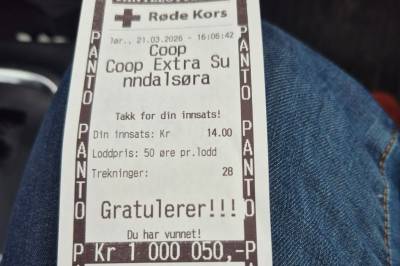 Røde Kors
lør., 21.03.2026 - 16:06:42
Coop
Coop Extra Su
nndalsøra
Takk for din innsats!
Din innsats: Kr 14.00
Loddpris: 50 øre pr.lodd
Trekninger: 28
Gratulerer!!!
Du har vunnet!
Kr 1 000 050,-
PANTO
PANTO
P
PANTO
PANTO
P